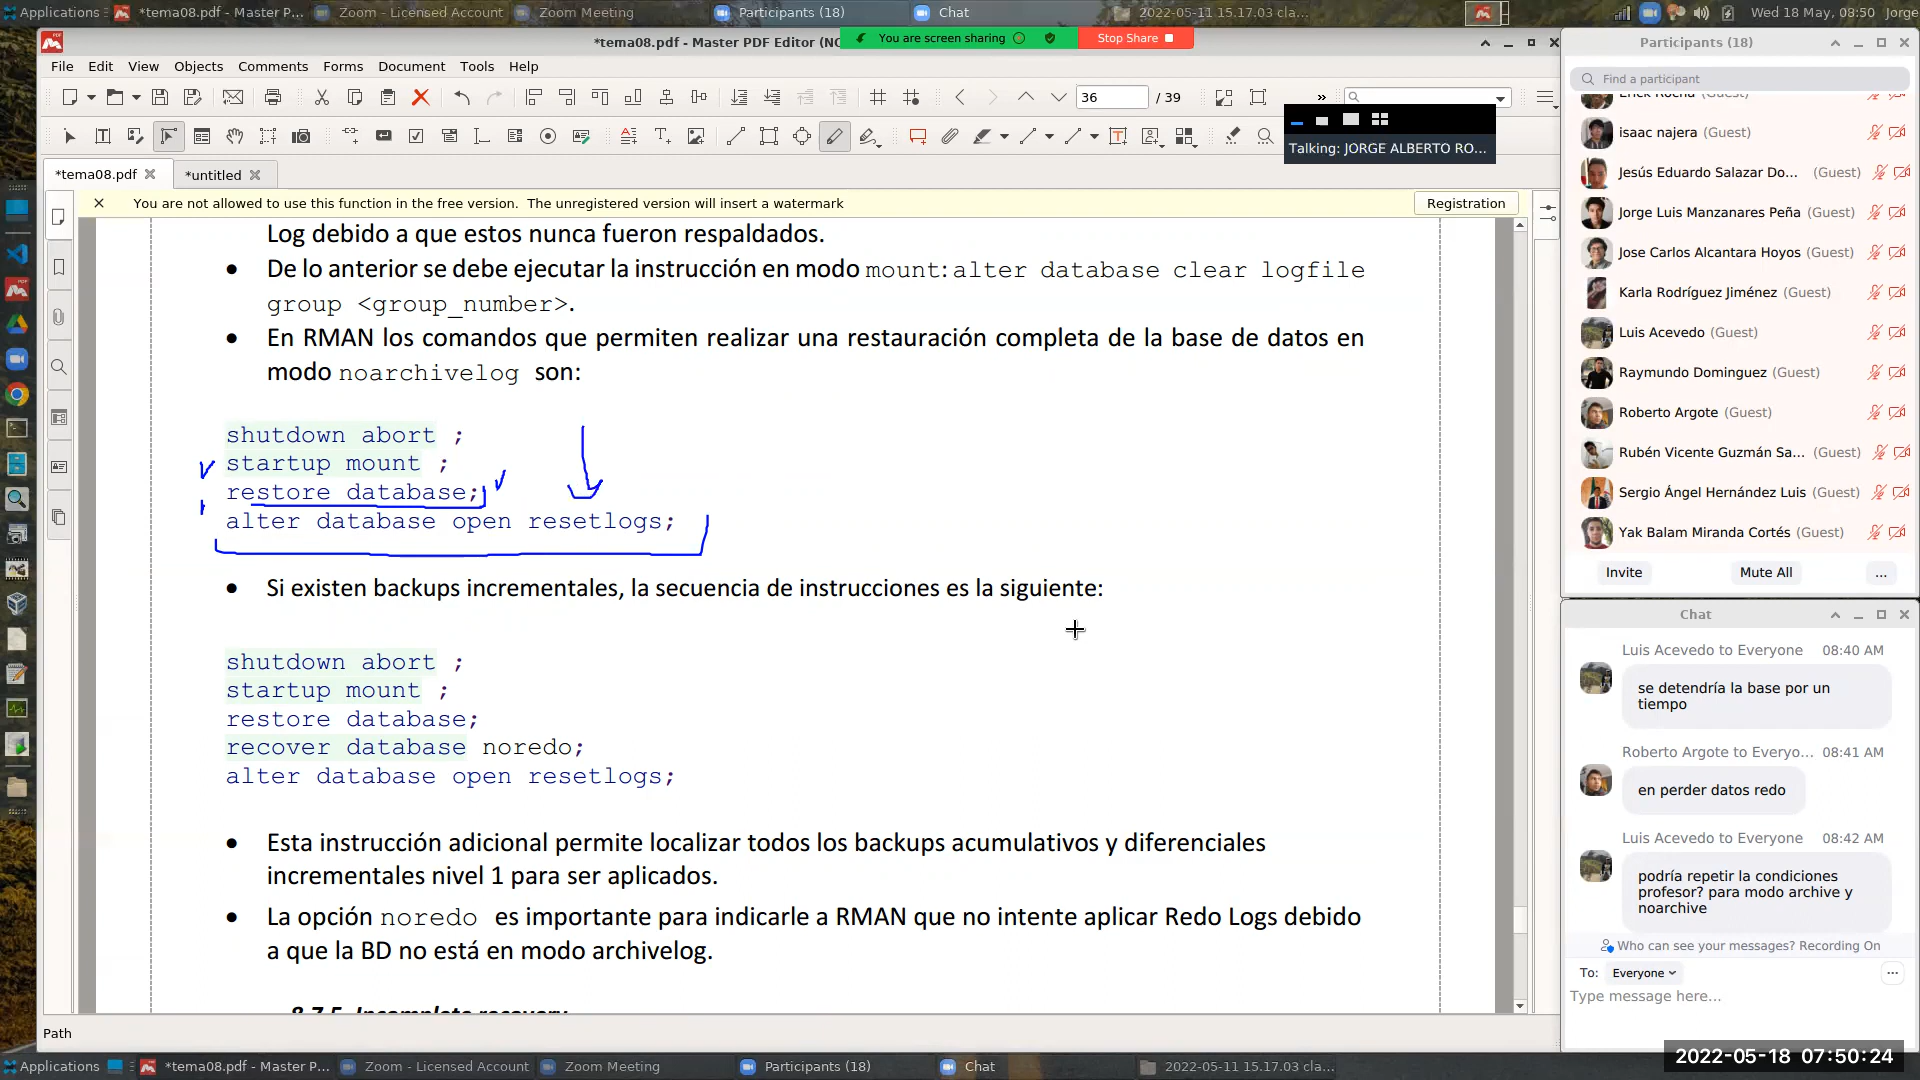 Applications
*tema08.pdf - Master P...
Zoom - Licensed Account
Zoom Meeting
Participants (18)
Chat
2022-05-11 15.17.03 cla...
Wed 18 May, 08:50
Jorge
*tema08.pdf - Master PDF Editor (NO
You are screen sharing
Stop Share
File Edit View Objects Comments Forms Document Tools Help
36 / 39
Talking: JORGE ALBERTO RO...
*tema08.pdf
*untitled
You are not allowed to use this function in the free version. The unregistered version will insert a watermark
Registration
Log debido a que estos nunca fueron respaldados.
● De lo anterior se debe ejecutar la instrucción en modo mount: alter database clear logfile
group <group_number>.
● En RMAN los comandos que permiten realizar una restauración completa de la base de datos en
modo noarchivelog son:
shutdown abort ;
startup mount ;
restore database;
alter database open resetlogs;
● Si existen backups incrementales, la secuencia de instrucciones es la siguiente:
shutdown abort ;
startup mount ;
restore database;
recover database noredo;
alter database open resetlogs;
● Esta instrucción adicional permite localizar todos los backups acumulativos y diferenciales
incrementales nivel 1 para ser aplicados.
● La opción noredo es importante para indicarle a RMAN que no intente aplicar Redo Logs debido
a que la BD no está en modo archivelog.
8.7.5. Incomplete recovery
Path
Participants (18)
Find a participant
Erick Rocha (Guest)
isaac najera (Guest)
Jesús Eduardo Salazar Do... (Guest)
Jorge Luis Manzanares Peña (Guest)
Jose Carlos Alcantara Hoyos (Guest)
Karla Rodríguez Jiménez (Guest)
Luis Acevedo (Guest)
Raymundo Dominguez (Guest)
Roberto Argote (Guest)
Rubén Vicente Guzmán Sa... (Guest)
Sergio Ángel Hernández Luis (Guest)
Yak Balam Miranda Cortés (Guest)
Invite Mute All ...
Chat
Luis Acevedo to Everyone 08:40 AM
se detendría la base por un
tiempo
Roberto Argote to Everyo... 08:41 AM
en perder datos redo
Luis Acevedo to Everyone 08:42 AM
podría repetir la condiciones
profesor? para modo archive y
noarchive
Who can see your messages? Recording On
To: Everyone
Type message here...
Applications
*tema08.pdf - Master P...
Zoom - Licensed Account
Zoom Meeting
Participants (18)
Chat
2022-05-11 15.17.03 cla...
2022-05-18 07:50:24